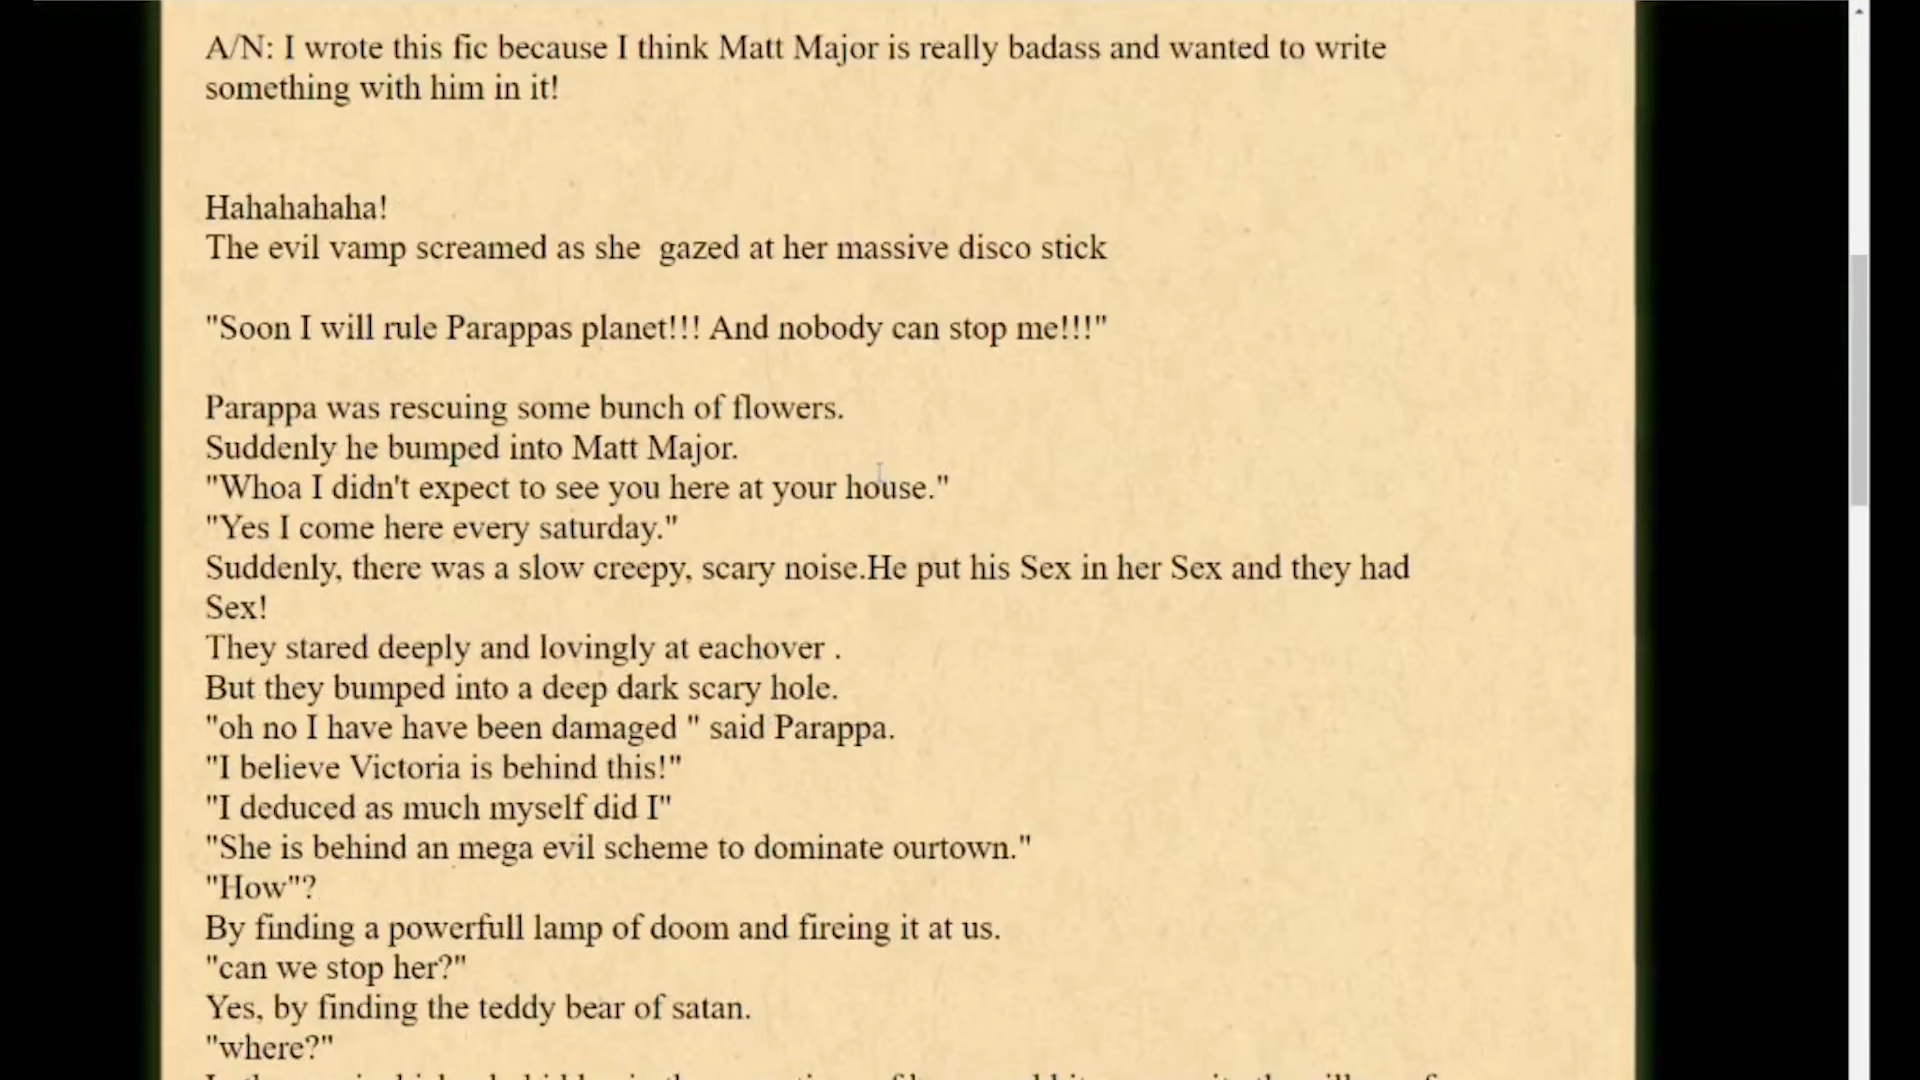 A/N: I wrote this fic because I think Matt Major is really badass and wanted to write
something with him in it!
Hahahahaha!
The evil vamp screamed as she  gazed at her massive disco stick
"Soon I will rule Parappas planet!!! And nobody can stop me!!!"
Parappa was rescuing some bunch of flowers.
Suddenly he bumped into Matt Major.
"Whoa I didn't expect to see you here at your house."
"Yes I come here every saturday."
Suddenly, there was a slow creepy, scary noise.He put his Sex in her Sex and they had
Sex!
They stared deeply and lovingly at eachover .
But they bumped into a deep dark scary hole.
"oh no I have have been damaged " said Parappa.
"I believe Victoria is behind this!"
"I deduced as much myself did I"
"She is behind an mega evil scheme to dominate ourtown."
"How"?
By finding a powerfull lamp of doom and fireing it at us.
"can we stop her?"
Yes, by finding the teddy bear of satan.
"where?"